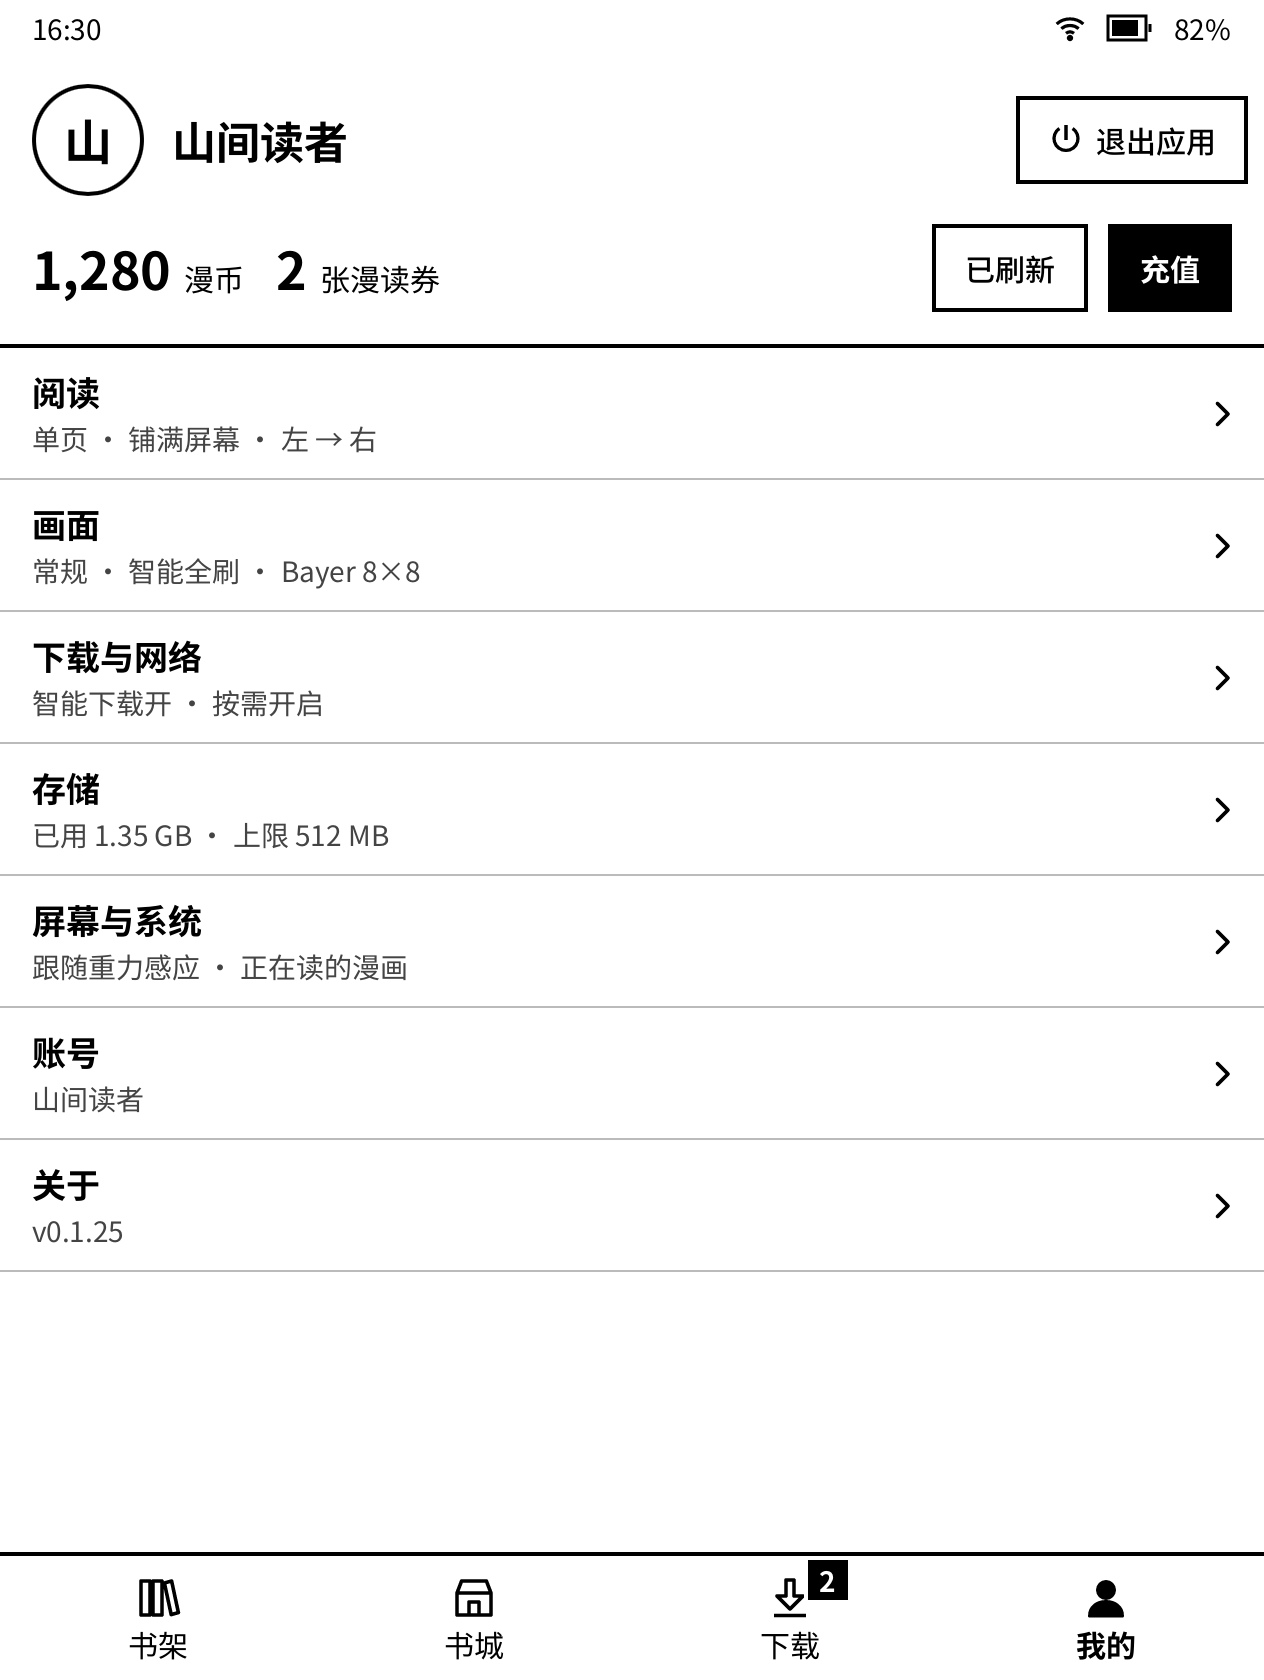 16:30 82%
山 山间读者 退出应用
1,280 漫币 2 张漫读券 已刷新 充值
阅读
单页 · 铺满屏幕 · 左 → 右
画面
常规 · 智能全刷 · Bayer 8×8
下载与网络
智能下载开 · 按需开启
存储
已用 1.35 GB · 上限 512 MB
屏幕与系统
跟随重力感应 · 正在读的漫画
账号
山间读者
关于
v0.1.25
2
书架 书城 下载 我的